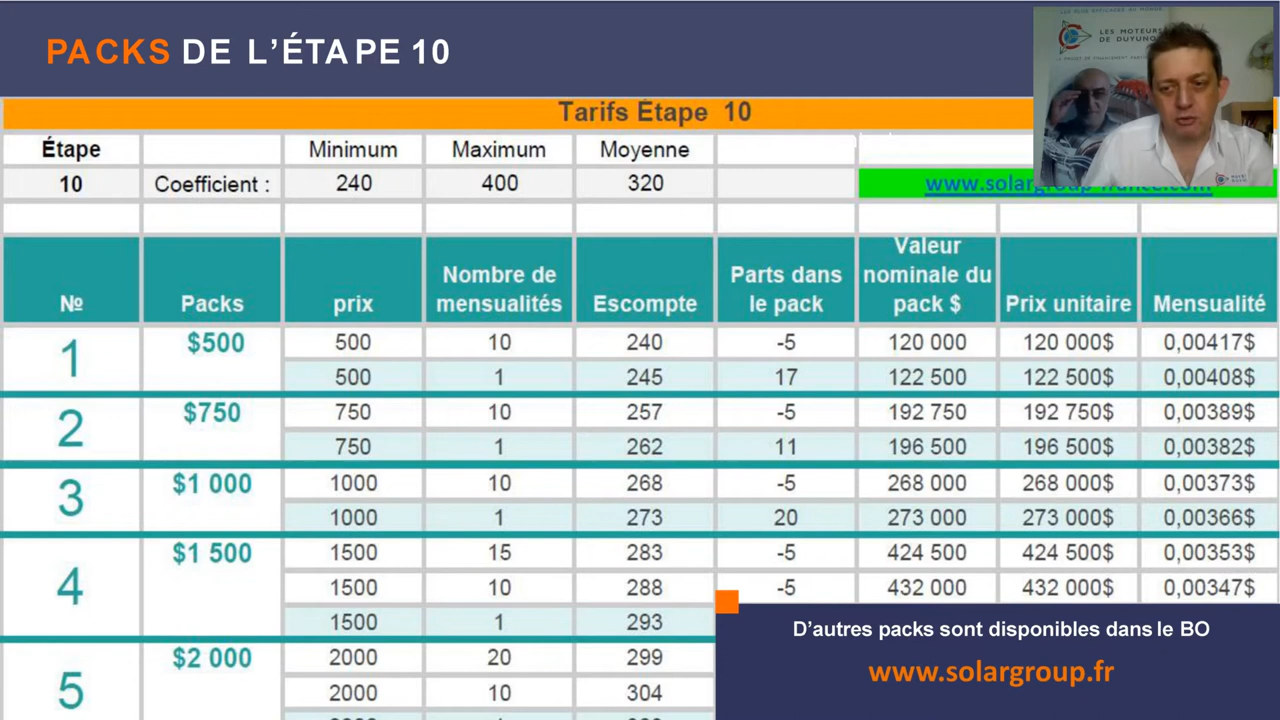 PACKS DE L’ÉTAPE 10
LES MOTEURS
DE DUYUNOV
Tarifs Étape 10
Étape Minimum Maximum Moyenne
10 Coefficient : 240 400 320
www.solargroup-france.com
№ Packs prix Nombre de mensualités Escompte Parts dans le pack Valeur nominale du pack $ Prix unitaire Mensualité
1 $500 500 10 240 -5 120 000 120 000$ 0,00417$
500 1 245 17 122 500 122 500$ 0,00408$
2 $750 750 10 257 -5 192 750 192 750$ 0,00389$
750 1 262 11 196 500 196 500$ 0,00382$
3 $1 000 1000 10 268 -5 268 000 268 000$ 0,00373$
1000 1 273 20 273 000 273 000$ 0,00366$
4 $1 500 1500 15 283 -5 424 500 424 500$ 0,00353$
1500 10 288 -5 432 000 432 000$ 0,00347$
1500 1 293
5 $2 000 2000 20 299
2000 10 304
D’autres packs sont disponibles dans le BO
www.solargroup.fr